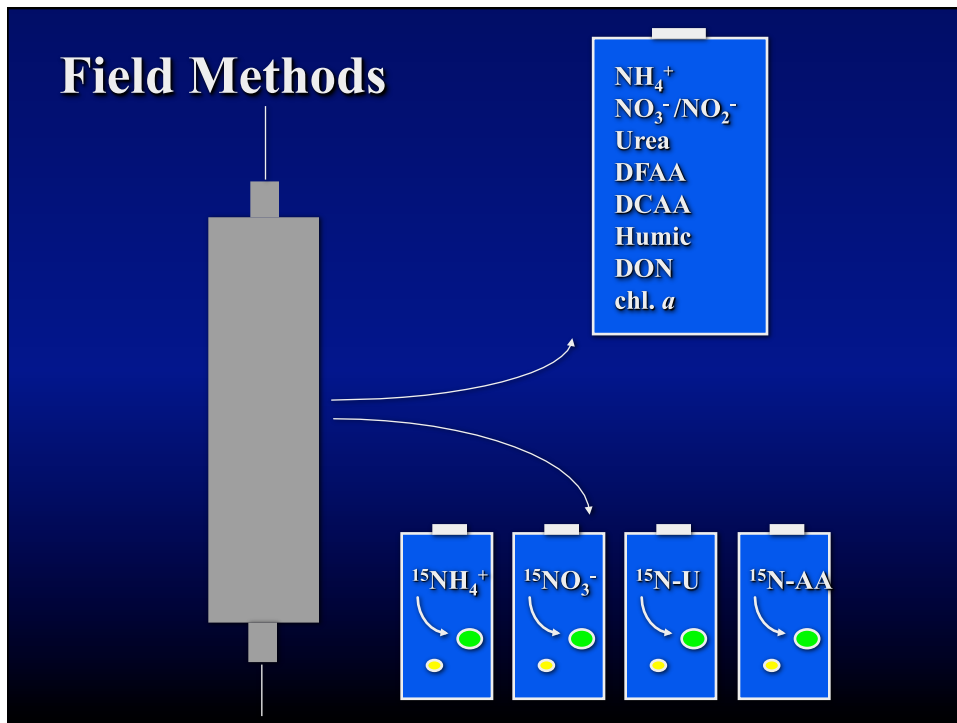 Field Methods
NH₄⁺
NO₃⁻/NO₂⁻
Urea
DFAA
DCAA
Humic
DON
chl. a
¹⁵NH₄⁺
¹⁵NO₃⁻
¹⁵N-U
¹⁵N-AA